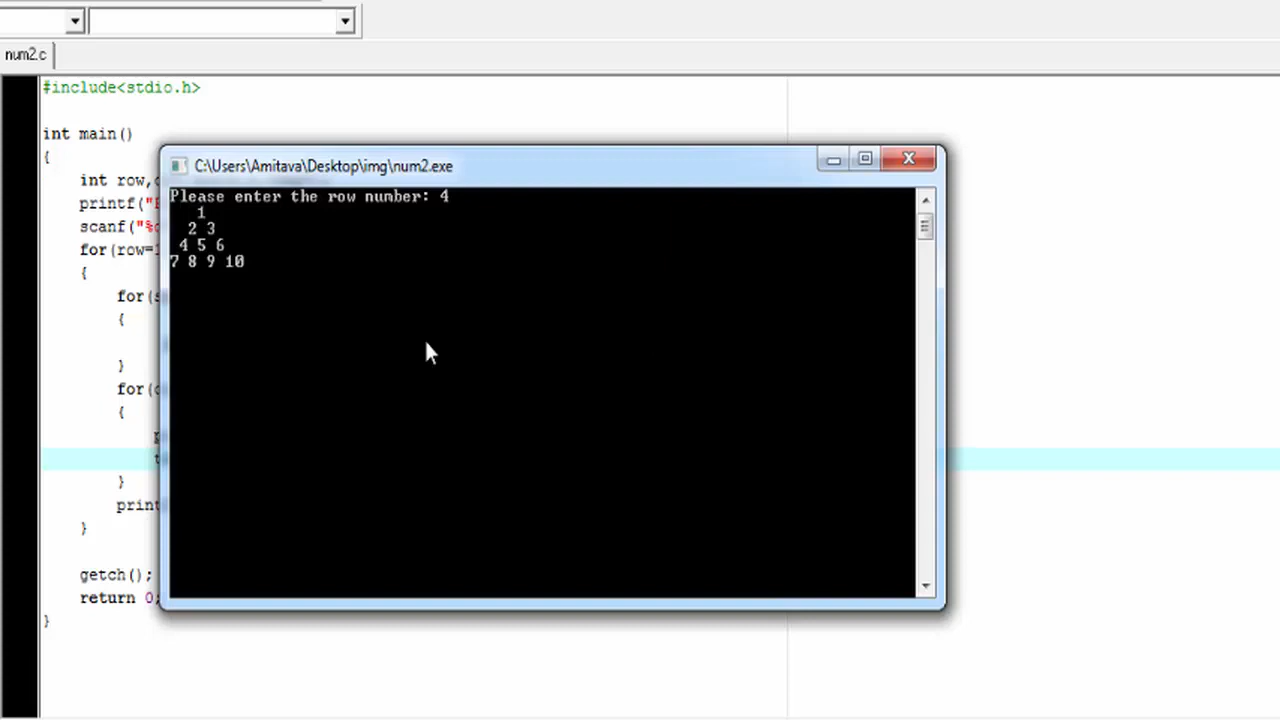 num2.c
#include<stdio.h>
int main()
{
C:\Users\Amitava\Desktop\img\num2.exe
int row,
printf("
Please enter the row number: 4
1
scanf("%
2 3
for(row=
4 5 6
{
7 8 9 10
for(
{
}
for(
{
}
print
}
getch();
return 0;
}